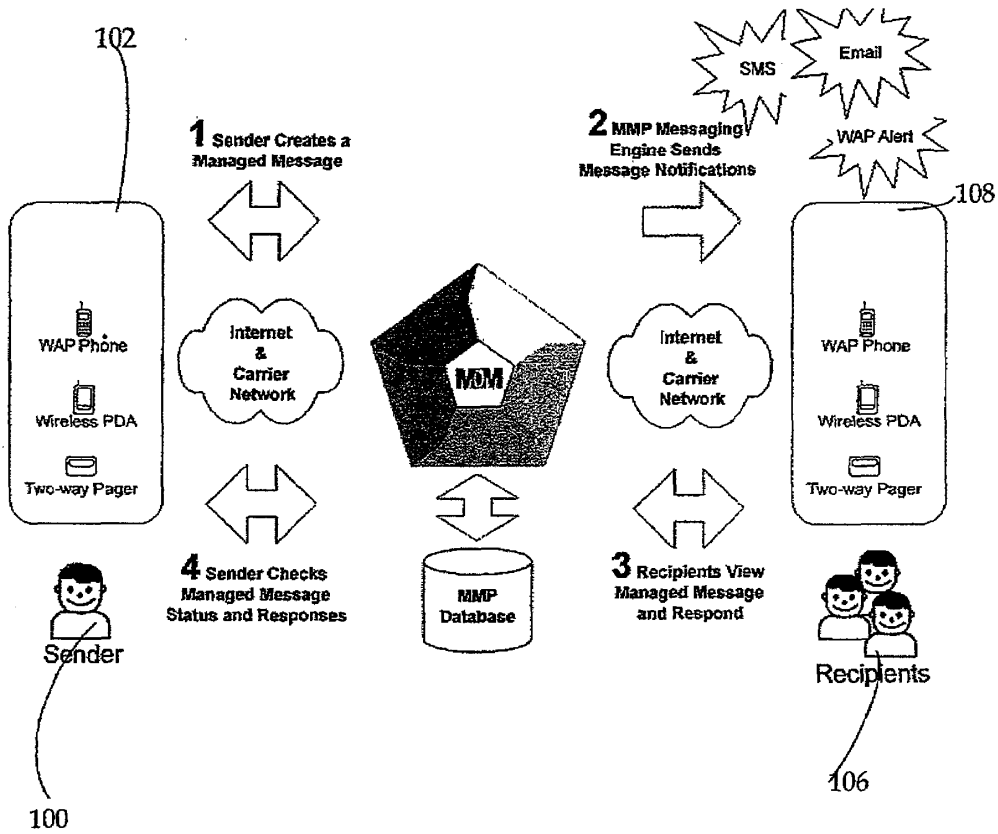 102
SMS
Email
1 Sender Creates a
Managed Message
2 MMP Messaging
Engine Sends
Message Notifications
WAP Alert
108
WAP Phone
Wireless PDA
Two-way Pager
Internet
&
Carrier
Network
Internet
&
Carrier
Network
WAP Phone
Wireless PDA
Two-way Pager
4 Sender Checks
Managed Message
Status and Responses
MMP
Database
3 Recipients View
Managed Message
and Respond
Sender
Recipients
100
106